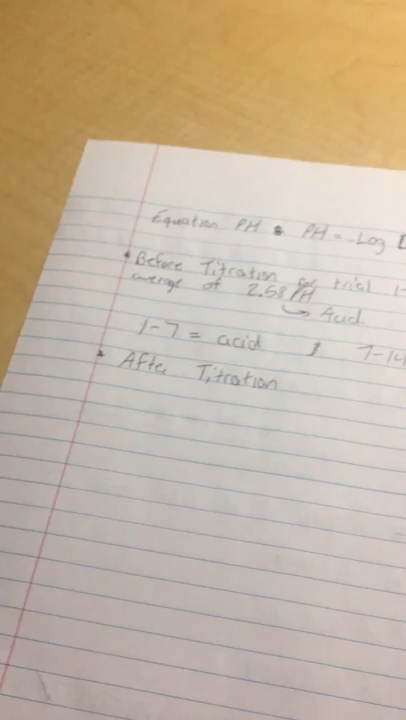 Equation PH • PH = -Log [
• Before Titration for trial 1-
average of 2.58 PH
↳ Acid
1-7 = acid , 7-14
• After Titration